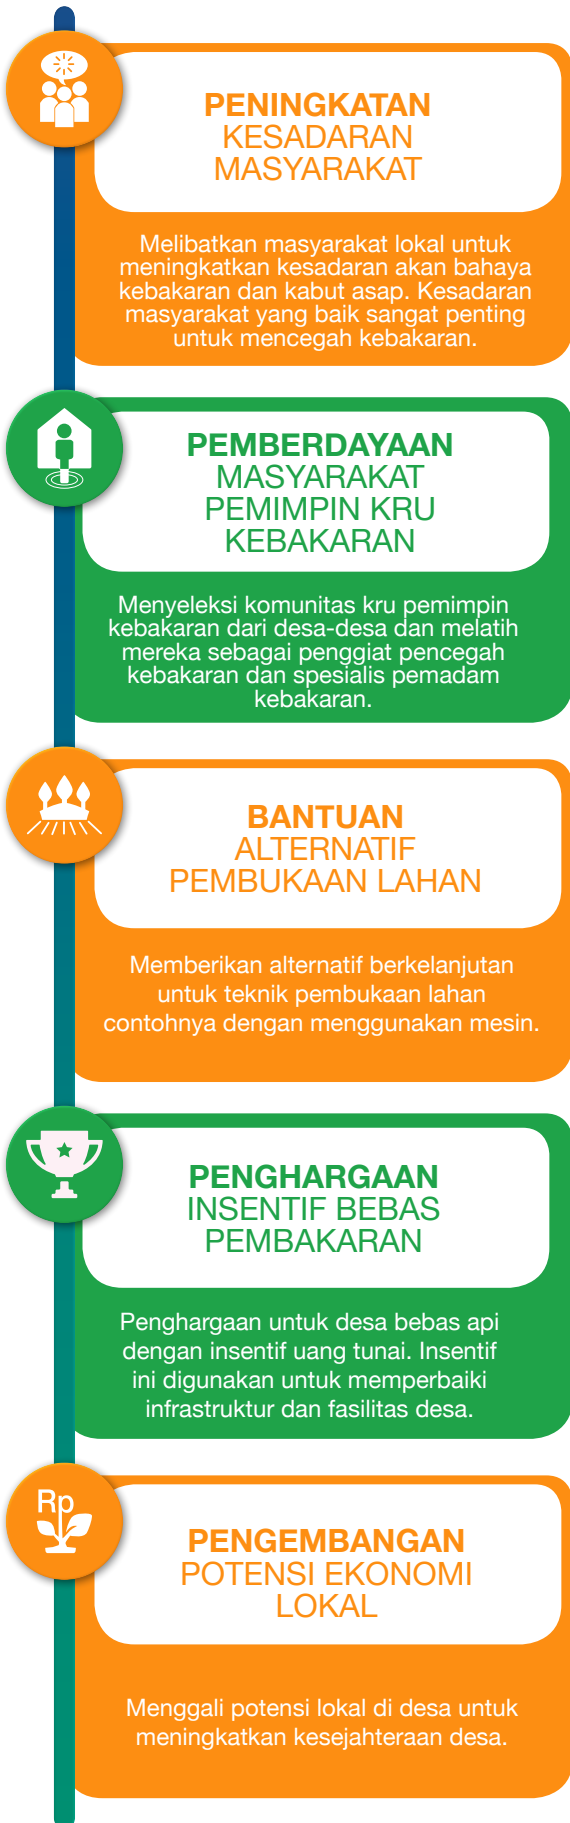 PENINGKATAN
KESADARAN
MASYARAKAT
Melibatkan masyarakat lokal untuk
meningkatkan kesadaran akan bahaya
kebakaran dan kabut asap. Kesadaran
masyarakat yang baik sangat penting
untuk mencegah kebakaran.
PEMBERDAYAAN
MASYARAKAT
PEMIMPIN KRU
KEBAKARAN
Menyeleksi komunitas kru pemimpin
kebakaran dari desa-desa dan melatih
mereka sebagai penggiat pencegah
kebakaran dan spesialis pemadam
kebakaran.
BANTUAN
ALTERNATIF
PEMBUKAAN LAHAN
Memberikan alternatif berkelanjutan
untuk teknik pembukaan lahan
contohnya dengan menggunakan mesin.
PENGHARGAAN
INSENTIF BEBAS
PEMBAKARAN
Penghargaan untuk desa bebas api
dengan insentif uang tunai. Insentif
ini digunakan untuk memperbaiki
infrastruktur dan fasilitas desa.
Rp
PENGEMBANGAN
POTENSI EKONOMI
LOKAL
Menggali potensi lokal di desa untuk
meningkatkan kesejahteraan desa.